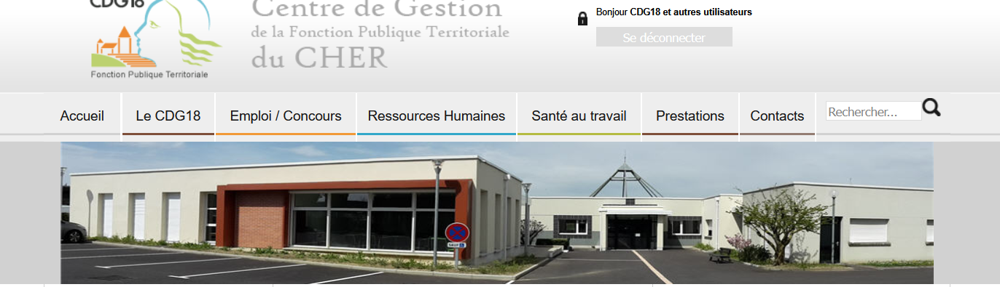 CDG18
Fonction Publique Territoriale
Centre de Gestion
de la Fonction Publique Territoriale
du CHER
Bonjour CDG18 et autres utilisateurs
Se déconnecter
Accueil
Le CDG18
Emploi / Concours
Ressources Humaines
Santé au travail
Prestations
Contacts
Rechercher...
SAUF